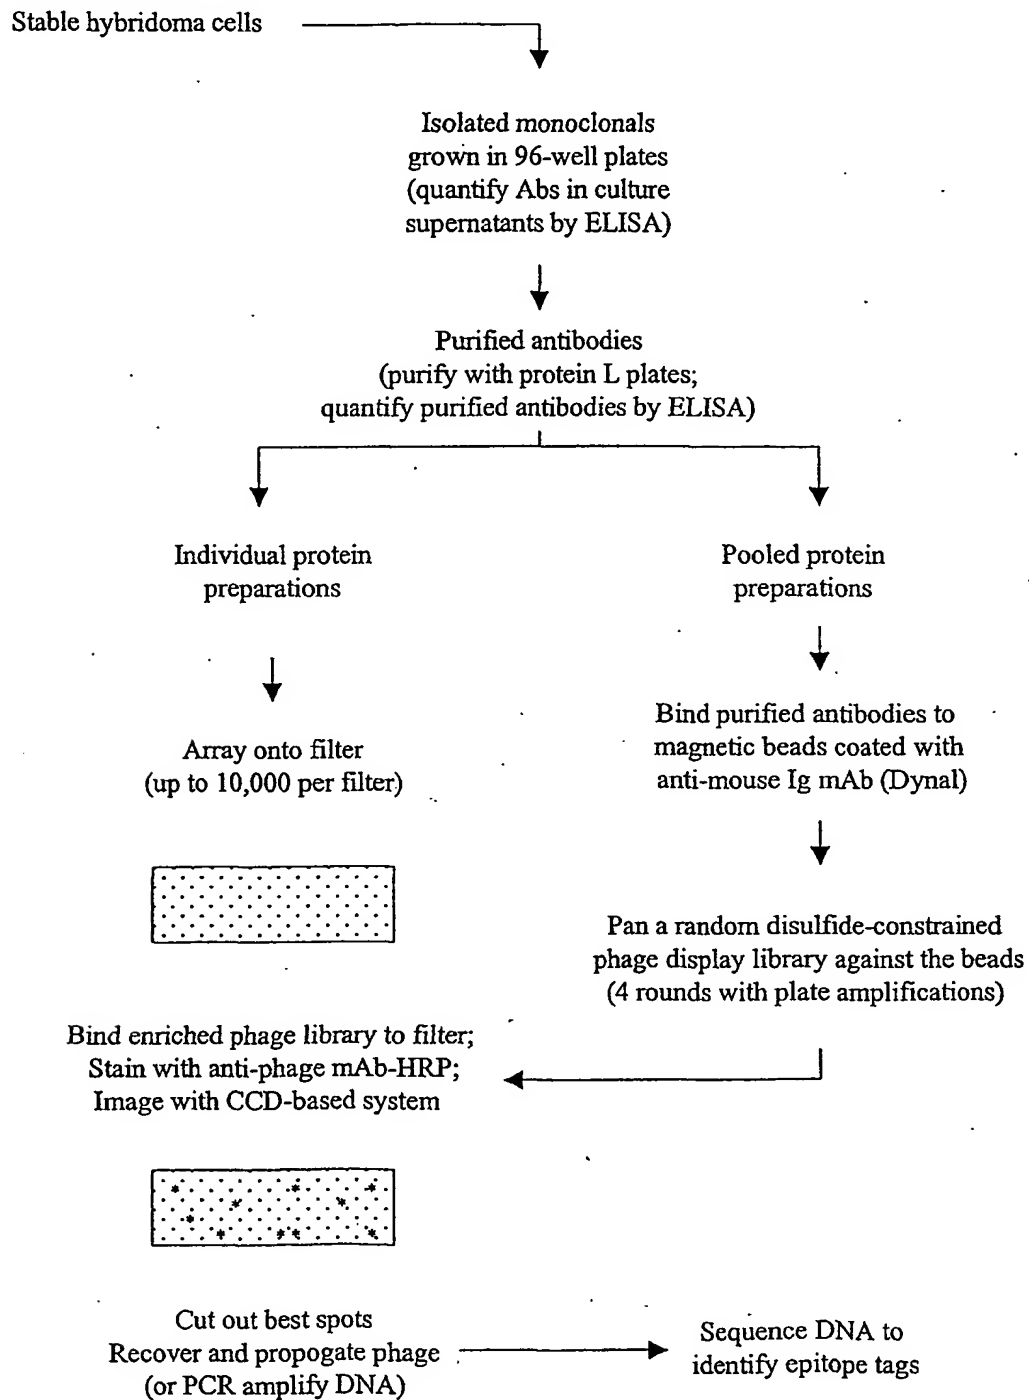 Stable hybridoma cells
Isolated monoclonals
grown in 96-well plates
(quantify Abs in culture
supernatants by ELISA)
Purified antibodies
(purify with protein L plates;
quantify purified antibodies by ELISA)
Individual protein
preparations
Pooled protein
preparations
Array onto filter
(up to 10,000 per filter)
Bind purified antibodies to
magnetic beads coated with
anti-mouse Ig mAb (Dynal)
Pan a random disulfide-constrained
phage display library against the beads
(4 rounds with plate amplifications)
Bind enriched phage library to filter;
Stain with anti-phage mAb-HRP;
Image with CCD-based system
Cut out best spots
Recover and propogate phage
(or PCR amplify DNA)
Sequence DNA to
identify epitope tags